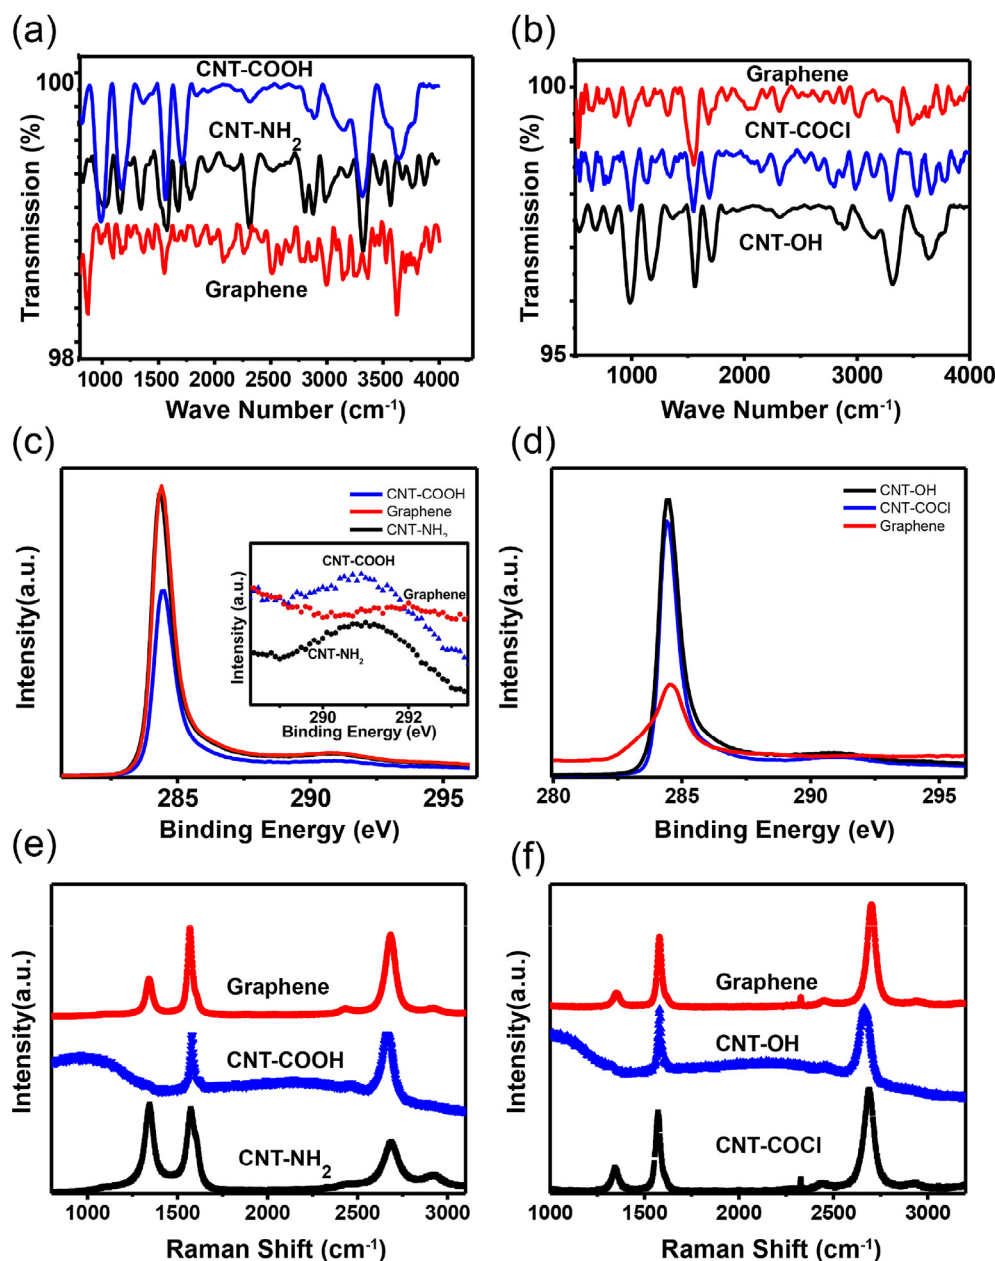 (a)
100
98
Transmission (%)
CNT-COOH
CNT-NH2
Graphene
1000 1500 2000 2500 3000 3500 4000
Wave Number (cm-1)
(b)
100
95
Transmission (%)
Graphene
CNT-COCl
CNT-OH
1000 2000 3000 4000
Wave Number (cm-1)
(c)
Intensity(a.u.)
CNT-COOH
Graphene
CNT-NH2
Intensity (a.u.)
CNT-COOH
Graphene
CNT-NH2
290 292
Binding Energy (eV)
285 290 295
Binding Energy (eV)
(d)
Intensity(a.u.)
CNT-OH
CNT-COCl
Graphene
280 285 290 295
Binding Energy (eV)
(e)
Intensity(a.u.)
Graphene
CNT-COOH
CNT-NH2
1000 1500 2000 2500 3000
Raman Shift (cm-1)
(f)
Intensity(a.u.)
Graphene
CNT-OH
CNT-COCl
1000 1500 2000 2500 3000
Raman Shift (cm-1)